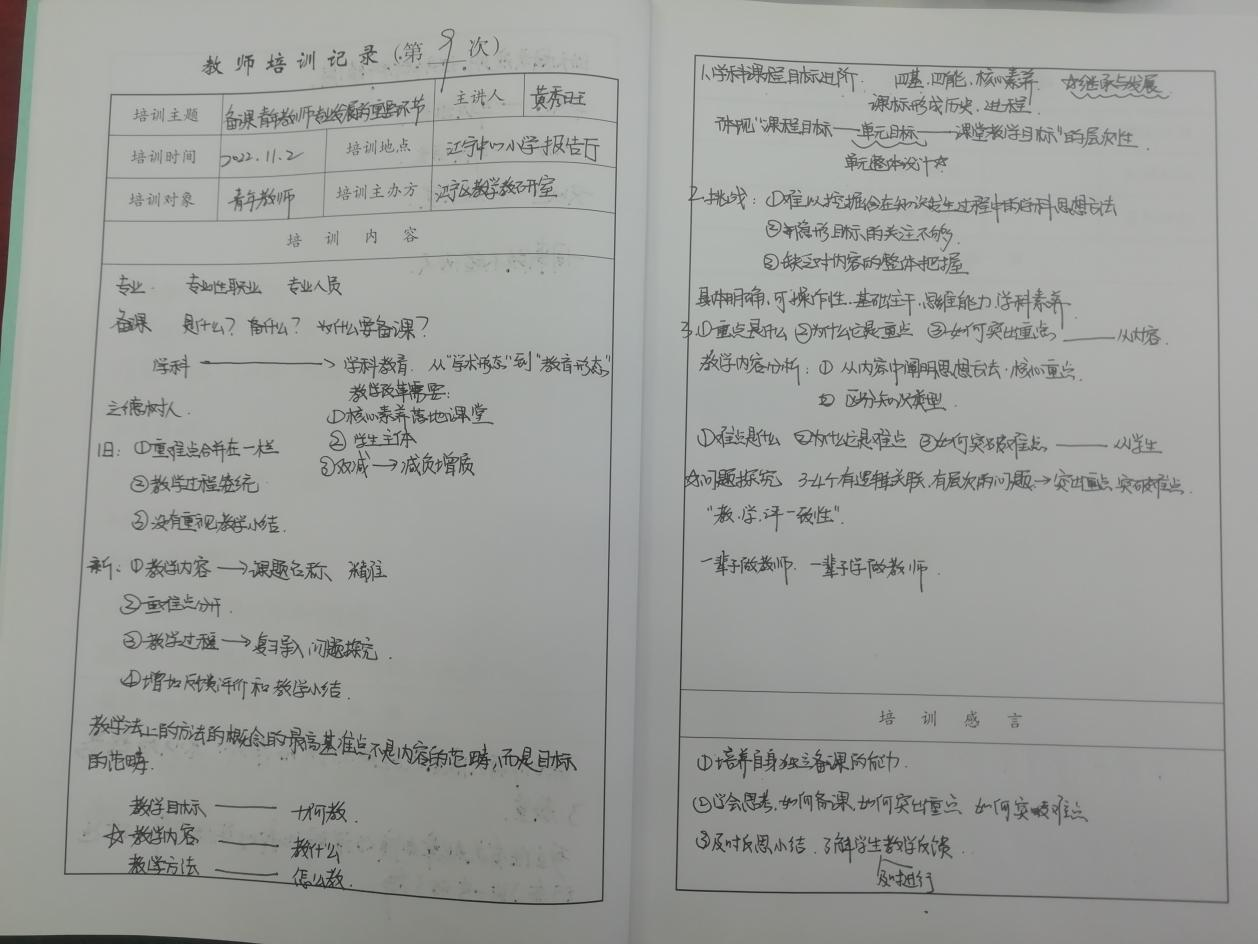 教师培训记录(第 9 次)
培训主题 备课青年教师专业发展的重要环节 主讲人 黄秀旺
培训时间 2022.11.2 培训地点 江宁中心小学报告厅
培训对象 青年教师 培训主办方 江宁区教学教研室
培 训 内 容
专业. 专业性职业 专业人员
备课 是什么? 备什么? 为什么要备课?
学科 ——→ 学科教育. 从"学术形态"到"教育形态"
教学改革需要:
立德树人.
①核心素养落地课堂
②学生主体
③双减→减负增质
旧: ①重难点合并在一栏
②教学过程笼统
③没有重视教学小结.
新: ①教学内容→课题名称、精准
②重难点分开.
③教学过程→复习导入 问题探究.
④增加反馈评价和教学小结.
教学法上的方法的概念的最高基准点不是内容的范畴,而是目标
的范畴.
教学目标 —— 为何教.
☆教学内容 —— 教什么
教学方法 —— 怎么教.
1.学科课程目标进阶. 四基.四能.核心素养. ☆继承与发展
课标形成历史、进程.
体现"课程目标——单元目标——课堂教学目标"的层次性.
单元整体设计☆
2.挑战: ①难以挖掘蕴含在知识发生过程中的学科思想方法
②对隐形目标的关注不够.
③缺乏对内容的整体把握
具体明确,可操作性.基础主干.思维能力.学科素养.
3.①重点是什么 ②为什么它是重点 ③如何突出重点 —— 从内容.
教学内容分析: ① 从内容中阐明思想方法·核心重点.
② 区分知识类型.
①难点是什么 ②为什么它是难点 ③如何突破难点 —— 从学生
☆问题探究 3-4个有逻辑关联,有层次的问题→突出重点 突破难点.
"教.学.评一致性".
一辈子做教师. 一辈子学做教师.
培 训 感 言
①培养自身独立备课的能力.
②学会思考,如何备课,如何突出重点 如何突破难点
③及时反思小结. 了解学生教学反馈..
及时进行